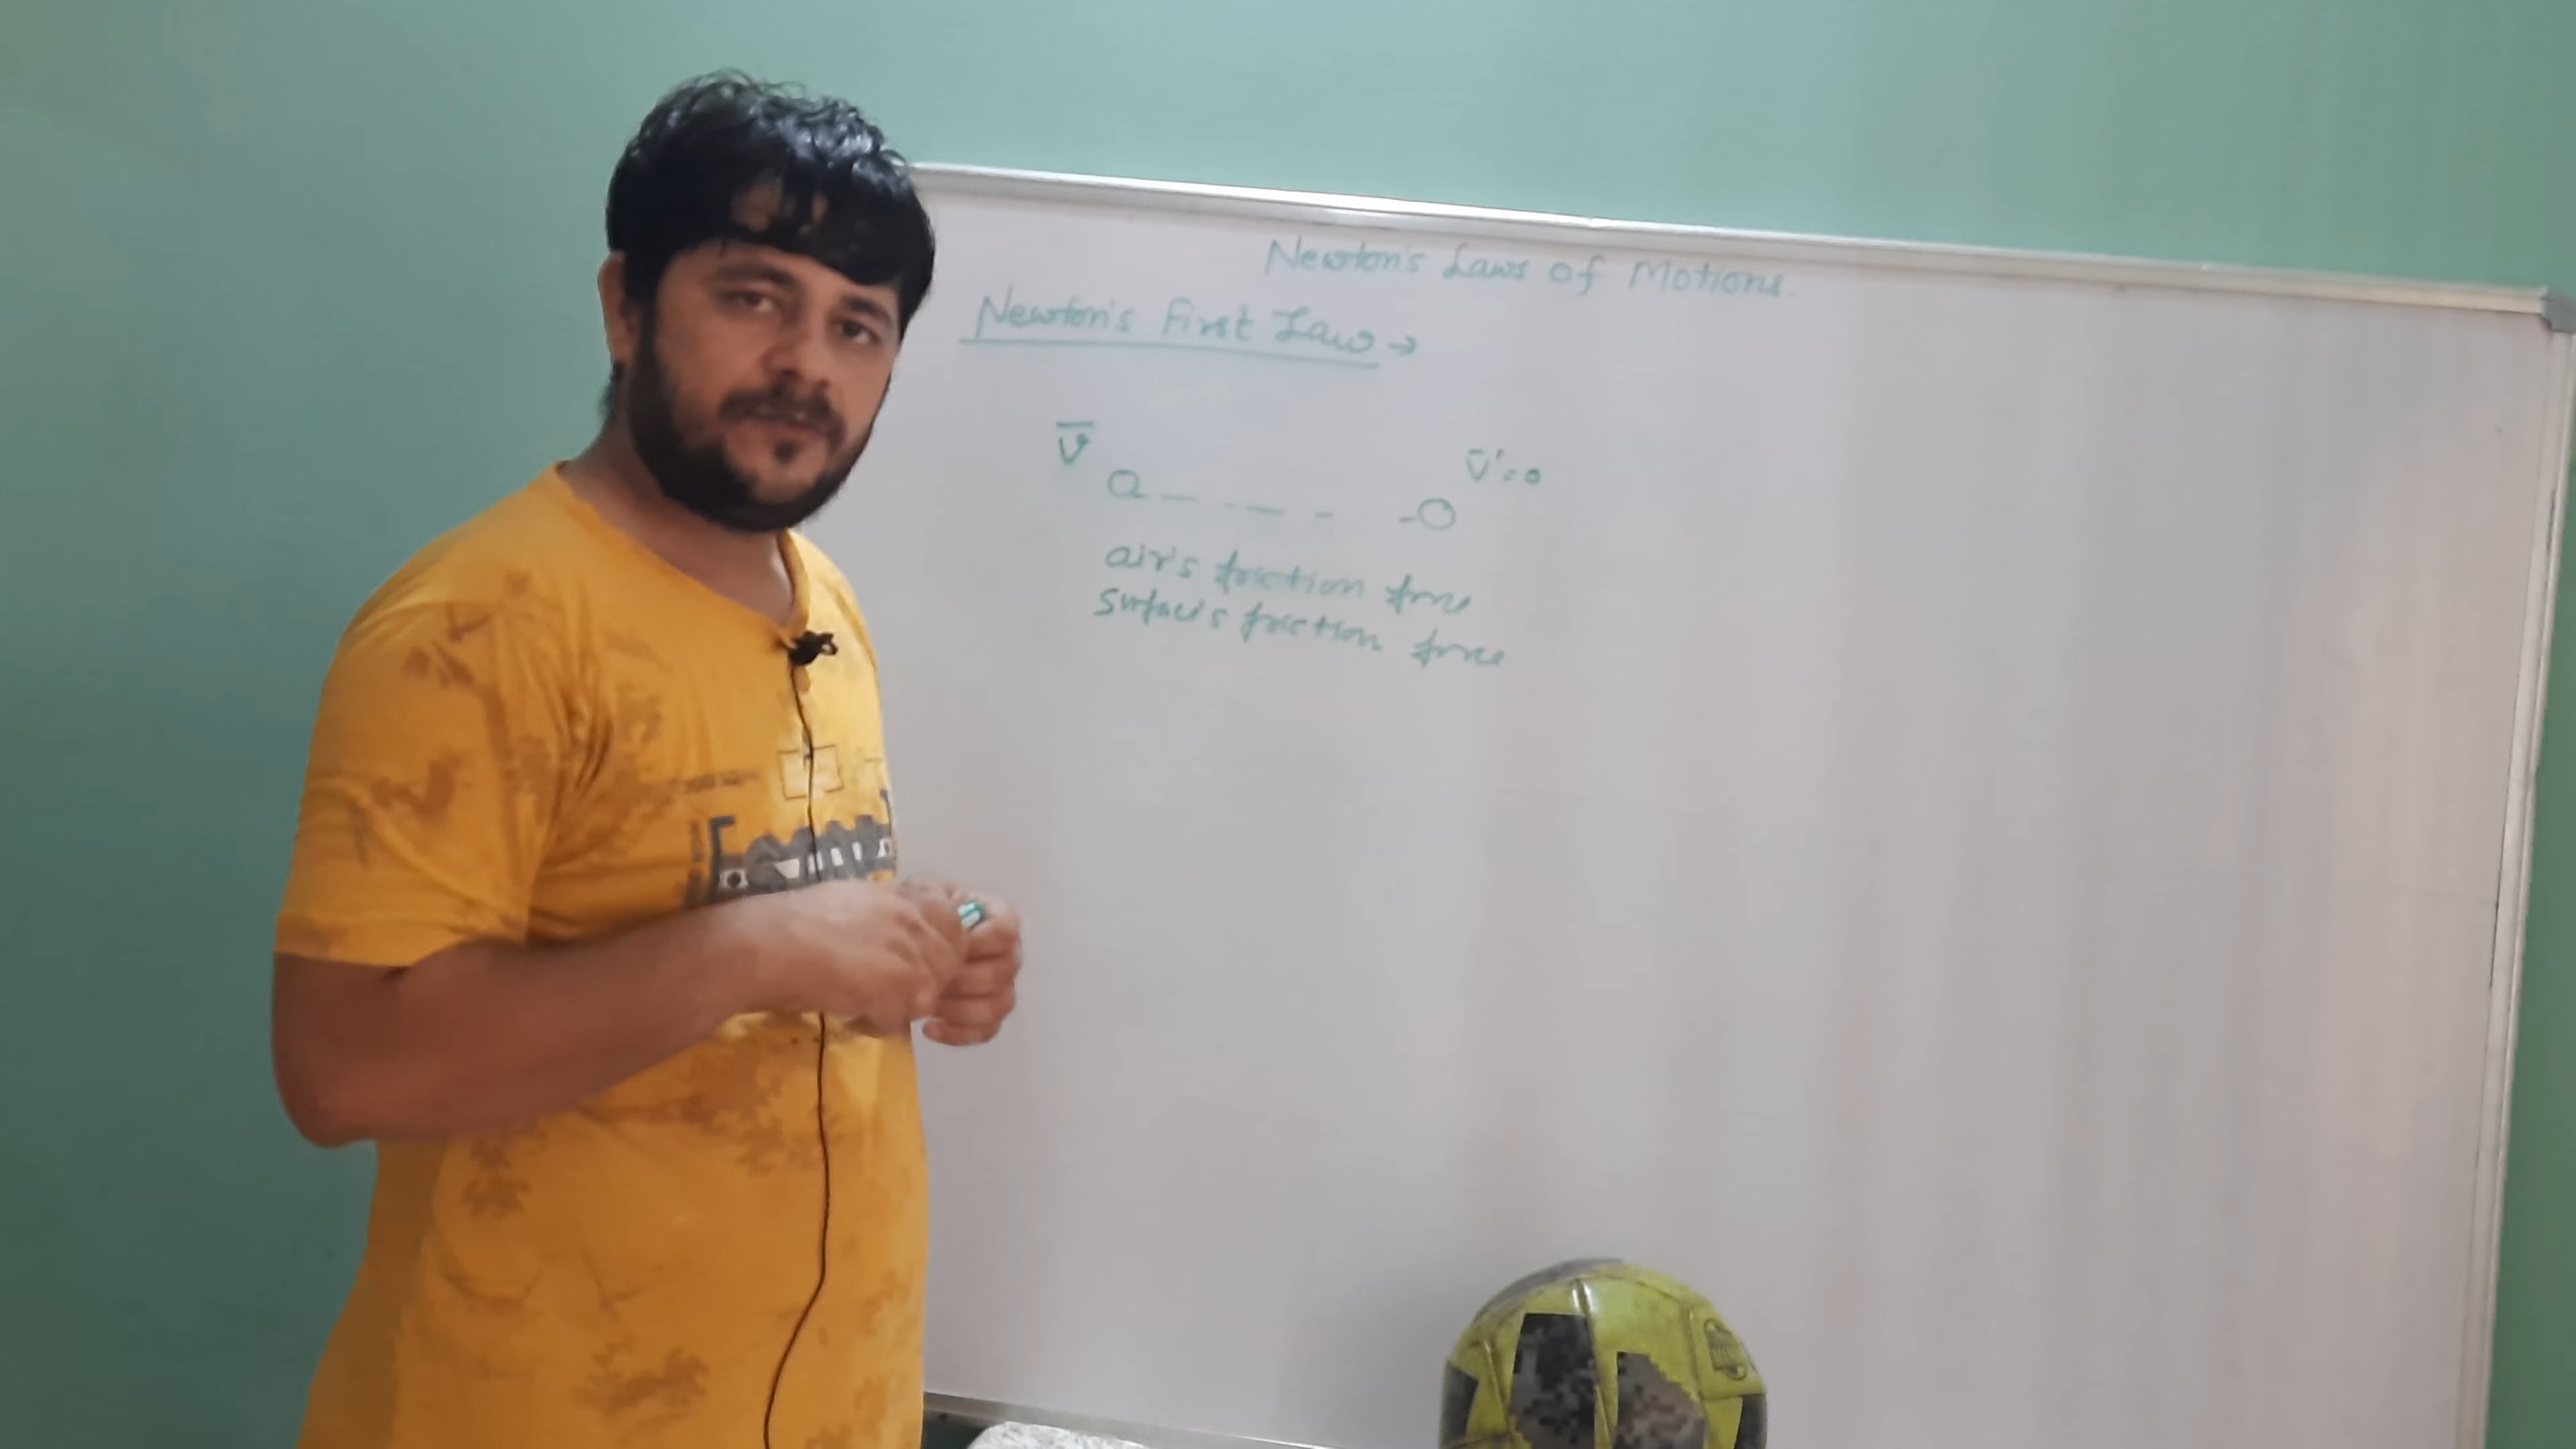 Newton's Laws of Motions.
Newton's First Law →
v̅
v̅'=0
air's friction force
Surface's friction force